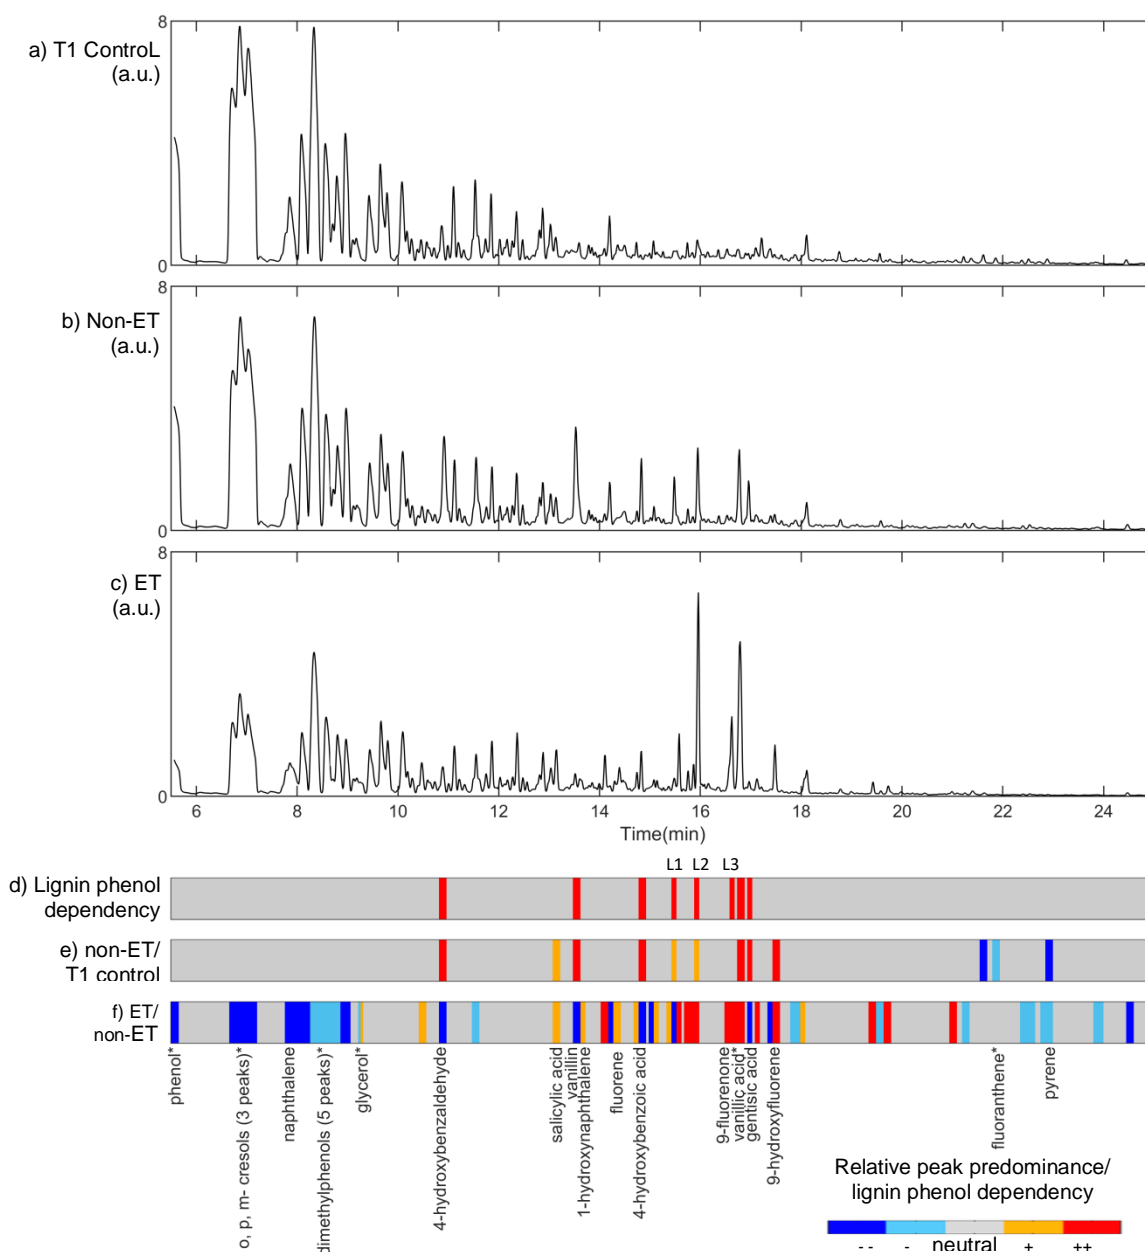 8
a) T1 ControL
(a.u.)
0
8
b) Non-ET
(a.u.)
0
8
c) ET
(a.u.)
0
6 8 10 12 14 16 18 20 22 24
Time(min)
L1 L2 L3
d) Lignin phenol
dependency
e) non-ET/
T1 control
f) ET/
non-ET
phenol*
o, p, m- cresols (3 peaks)*
naphthalene
dimethylphenols (5 peaks)*
glycerol*
4-hydroxybenzaldehyde
salicylic acid
vanillin
1-hydroxynaphthalene
fluorene
4-hydroxybenzoic acid
9-fluorenone
vanillic acid*
gentisic acid
9-hydroxyfluorene
fluoranthene*
pyrene
Relative peak predominance/
lignin phenol dependency
-- - neutral + ++